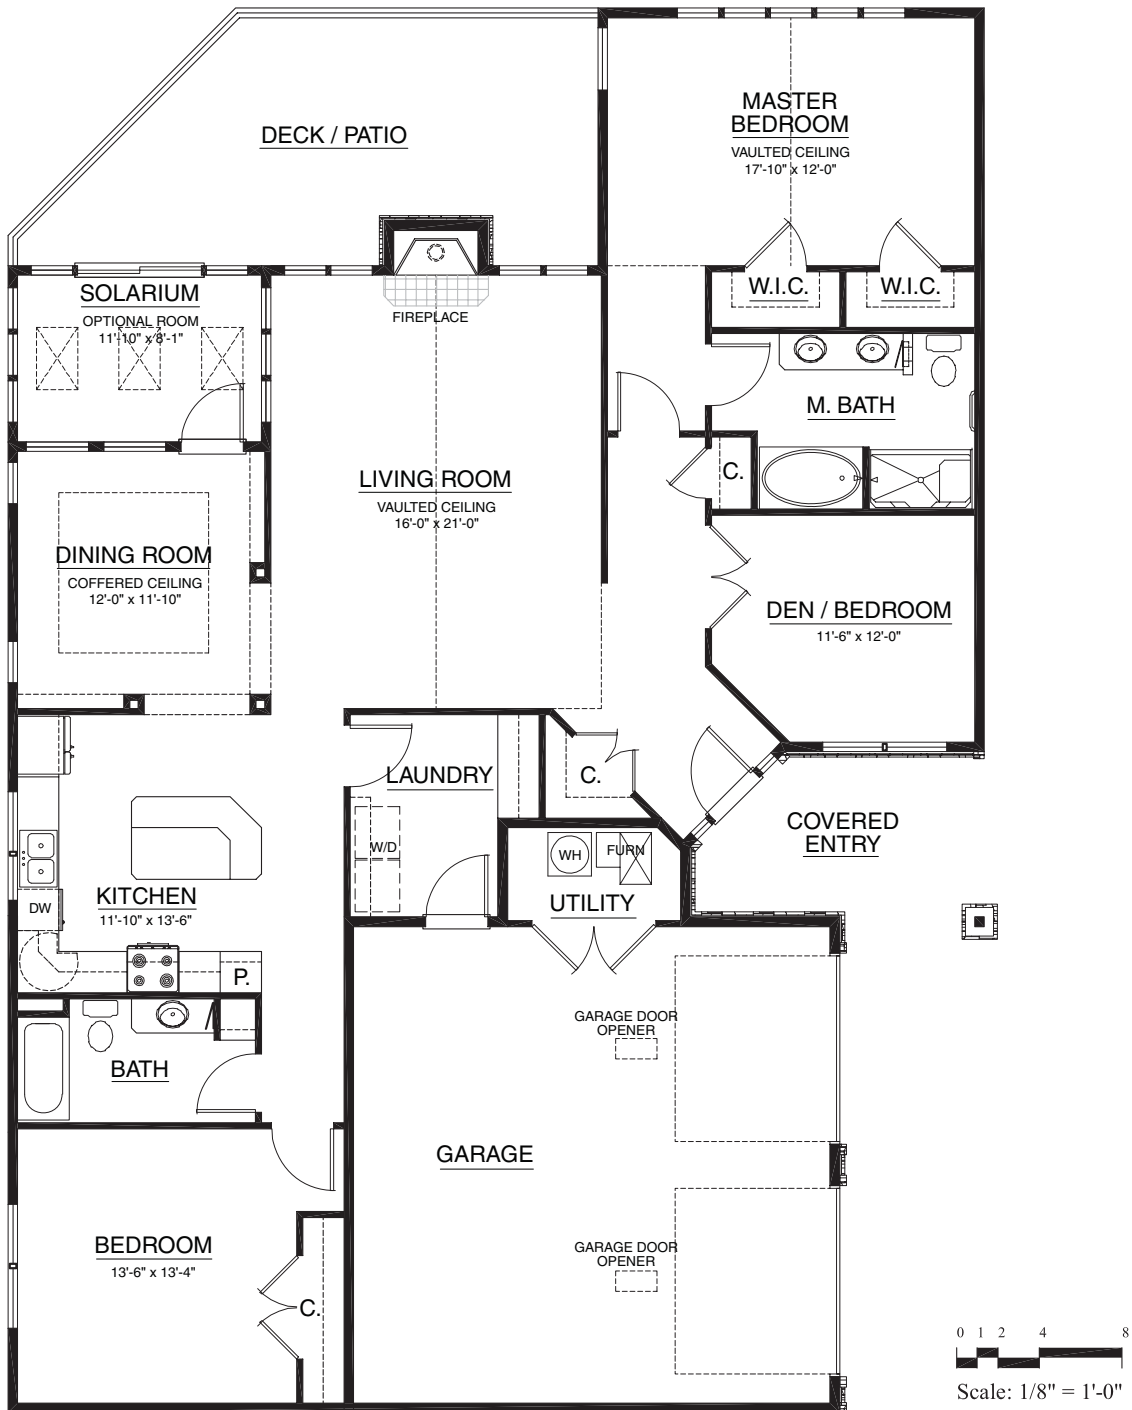 MASTER
BEDROOM
VAULTED CEILING
17'-10" x 12'-0"
DECK / PATIO
W.I.C.
W.I.C.
SOLARIUM
OPTIONAL ROOM
11'-10" x 8'-1"
FIREPLACE
M. BATH
C.
LIVING ROOM
VAULTED CEILING
16'-0" x 21'-0"
DINING ROOM
COFFERED CEILING
12'-0" x 11'-10"
DEN / BEDROOM
11'-6" x 12'-0"
LAUNDRY
C.
COVERED
ENTRY
W/D
WH
FURN
UTILITY
KITCHEN
11'-10" x 13'-6"
DW
P.
GARAGE DOOR
OPENER
BATH
GARAGE
BEDROOM
13'-6" x 13'-4"
GARAGE DOOR
OPENER
C.
0 1 2 4 8
Scale: 1/8" = 1'-0"